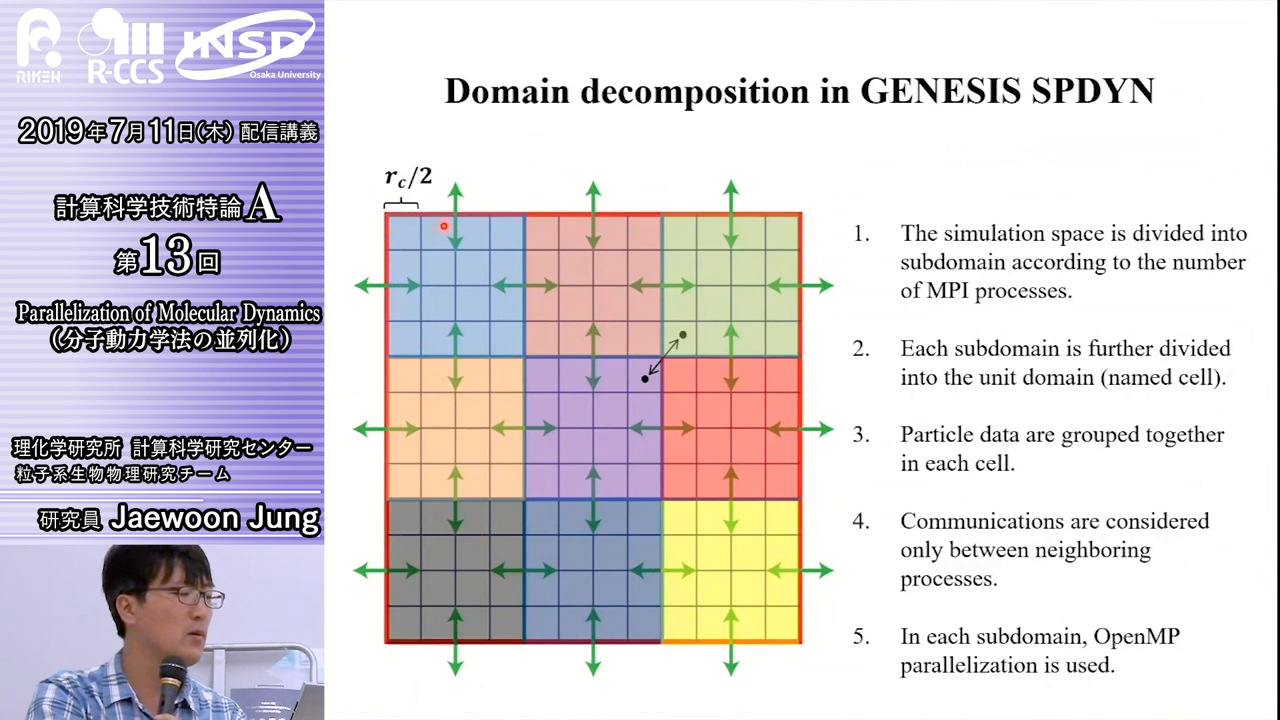 RIKEN
R-CCS
INSD
Osaka University
2019年7月11日(木) 配信講義
計算科学技術特論A
第13回
Parallelization of Molecular Dynamics
(分子動力学法の並列化)
理化学研究所 計算科学研究センター
粒子系生物物理研究チーム
研究員 Jaewoon Jung
Domain decomposition in GENESIS SPDYN
r_c/2
1. The simulation space is divided into
subdomain according to the number
of MPI processes.
2. Each subdomain is further divided
into the unit domain (named cell).
3. Particle data are grouped together
in each cell.
4. Communications are considered
only between neighboring
processes.
5. In each subdomain, OpenMP
parallelization is used.